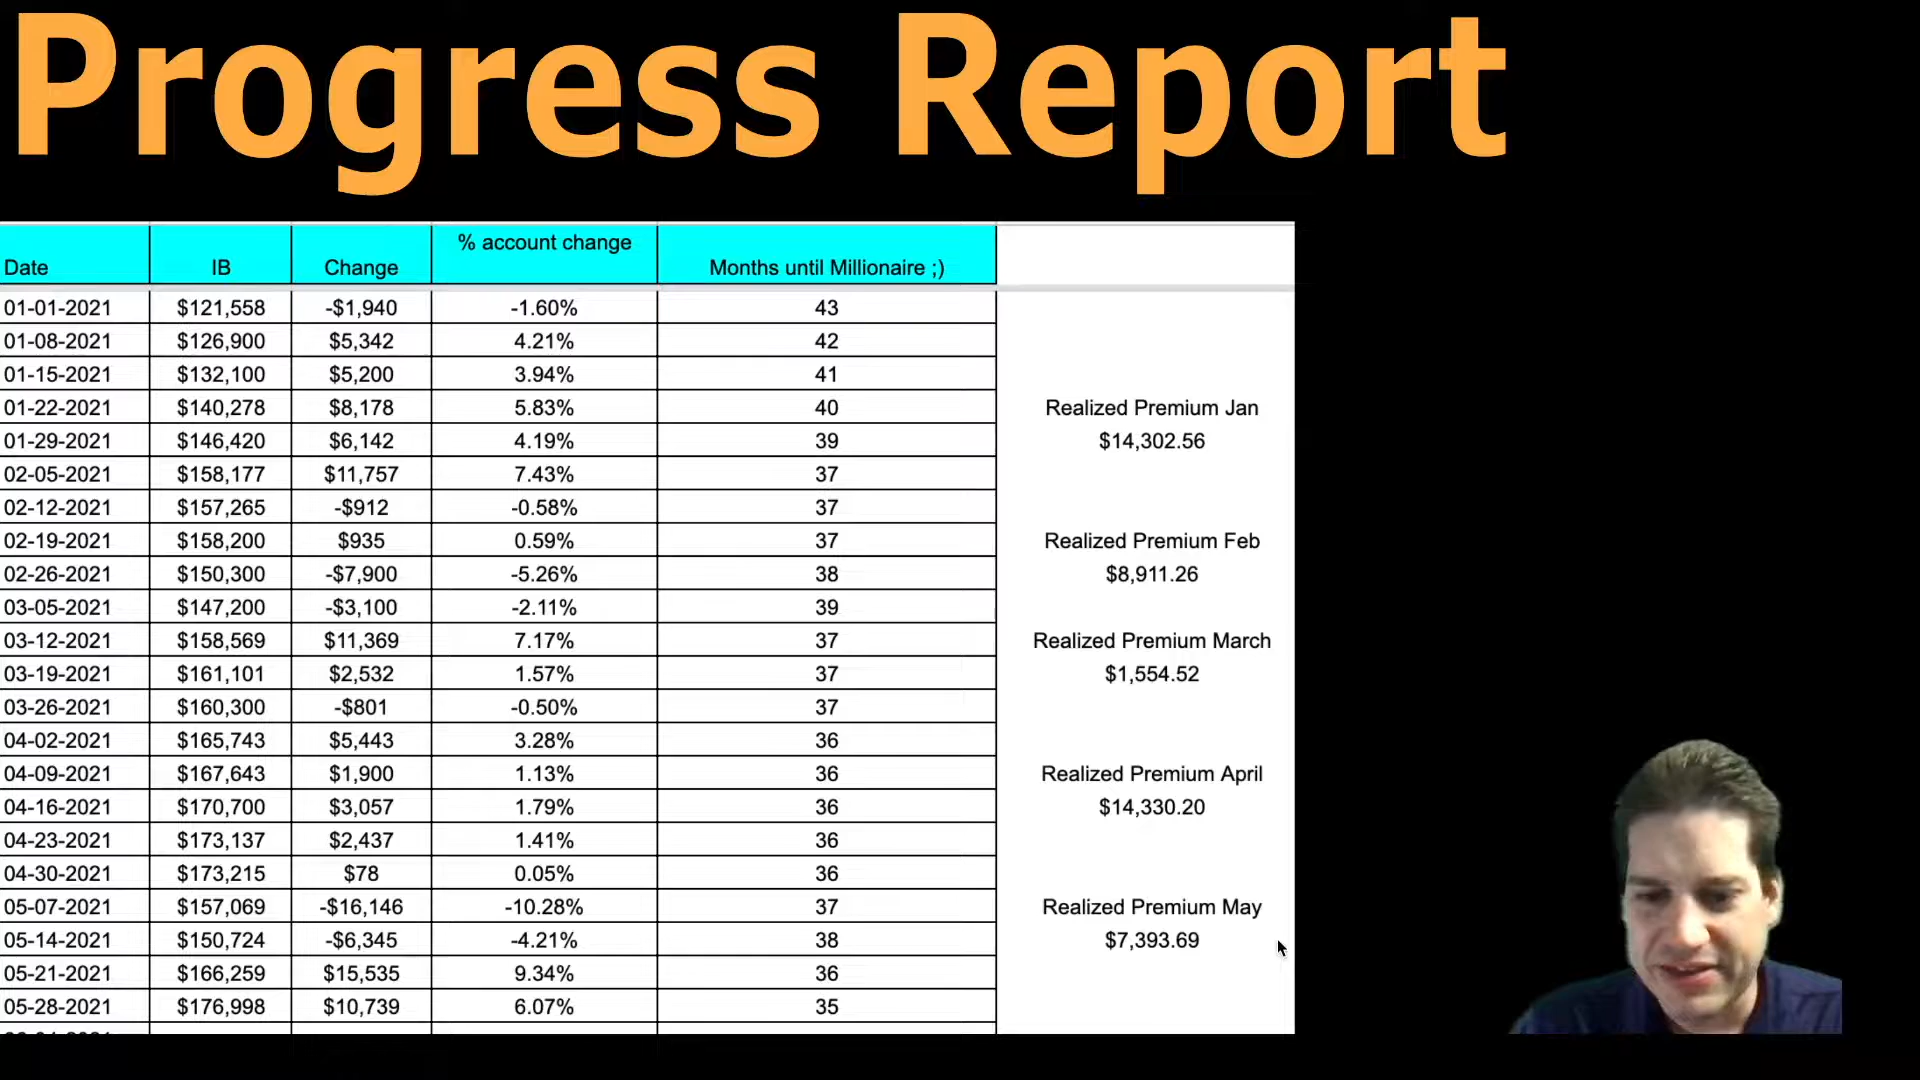 Progress Report
Date IB Change % account change Months until Millionaire ;)
01-01-2021 $121,558 -$1,940 -1.60% 43
01-08-2021 $126,900 $5,342 4.21% 42
01-15-2021 $132,100 $5,200 3.94% 41
01-22-2021 $140,278 $8,178 5.83% 40 Realized Premium Jan
01-29-2021 $146,420 $6,142 4.19% 39 $14,302.56
02-05-2021 $158,177 $11,757 7.43% 37
02-12-2021 $157,265 -$912 -0.58% 37
02-19-2021 $158,200 $935 0.59% 37 Realized Premium Feb
02-26-2021 $150,300 -$7,900 -5.26% 38 $8,911.26
03-05-2021 $147,200 -$3,100 -2.11% 39
03-12-2021 $158,569 $11,369 7.17% 37 Realized Premium March
03-19-2021 $161,101 $2,532 1.57% 37 $1,554.52
03-26-2021 $160,300 -$801 -0.50% 37
04-02-2021 $165,743 $5,443 3.28% 36
04-09-2021 $167,643 $1,900 1.13% 36 Realized Premium April
04-16-2021 $170,700 $3,057 1.79% 36 $14,330.20
04-23-2021 $173,137 $2,437 1.41% 36
04-30-2021 $173,215 $78 0.05% 36
05-07-2021 $157,069 -$16,146 -10.28% 37 Realized Premium May
05-14-2021 $150,724 -$6,345 -4.21% 38 $7,393.69
05-21-2021 $166,259 $15,535 9.34% 36
05-28-2021 $176,998 $10,739 6.07% 35